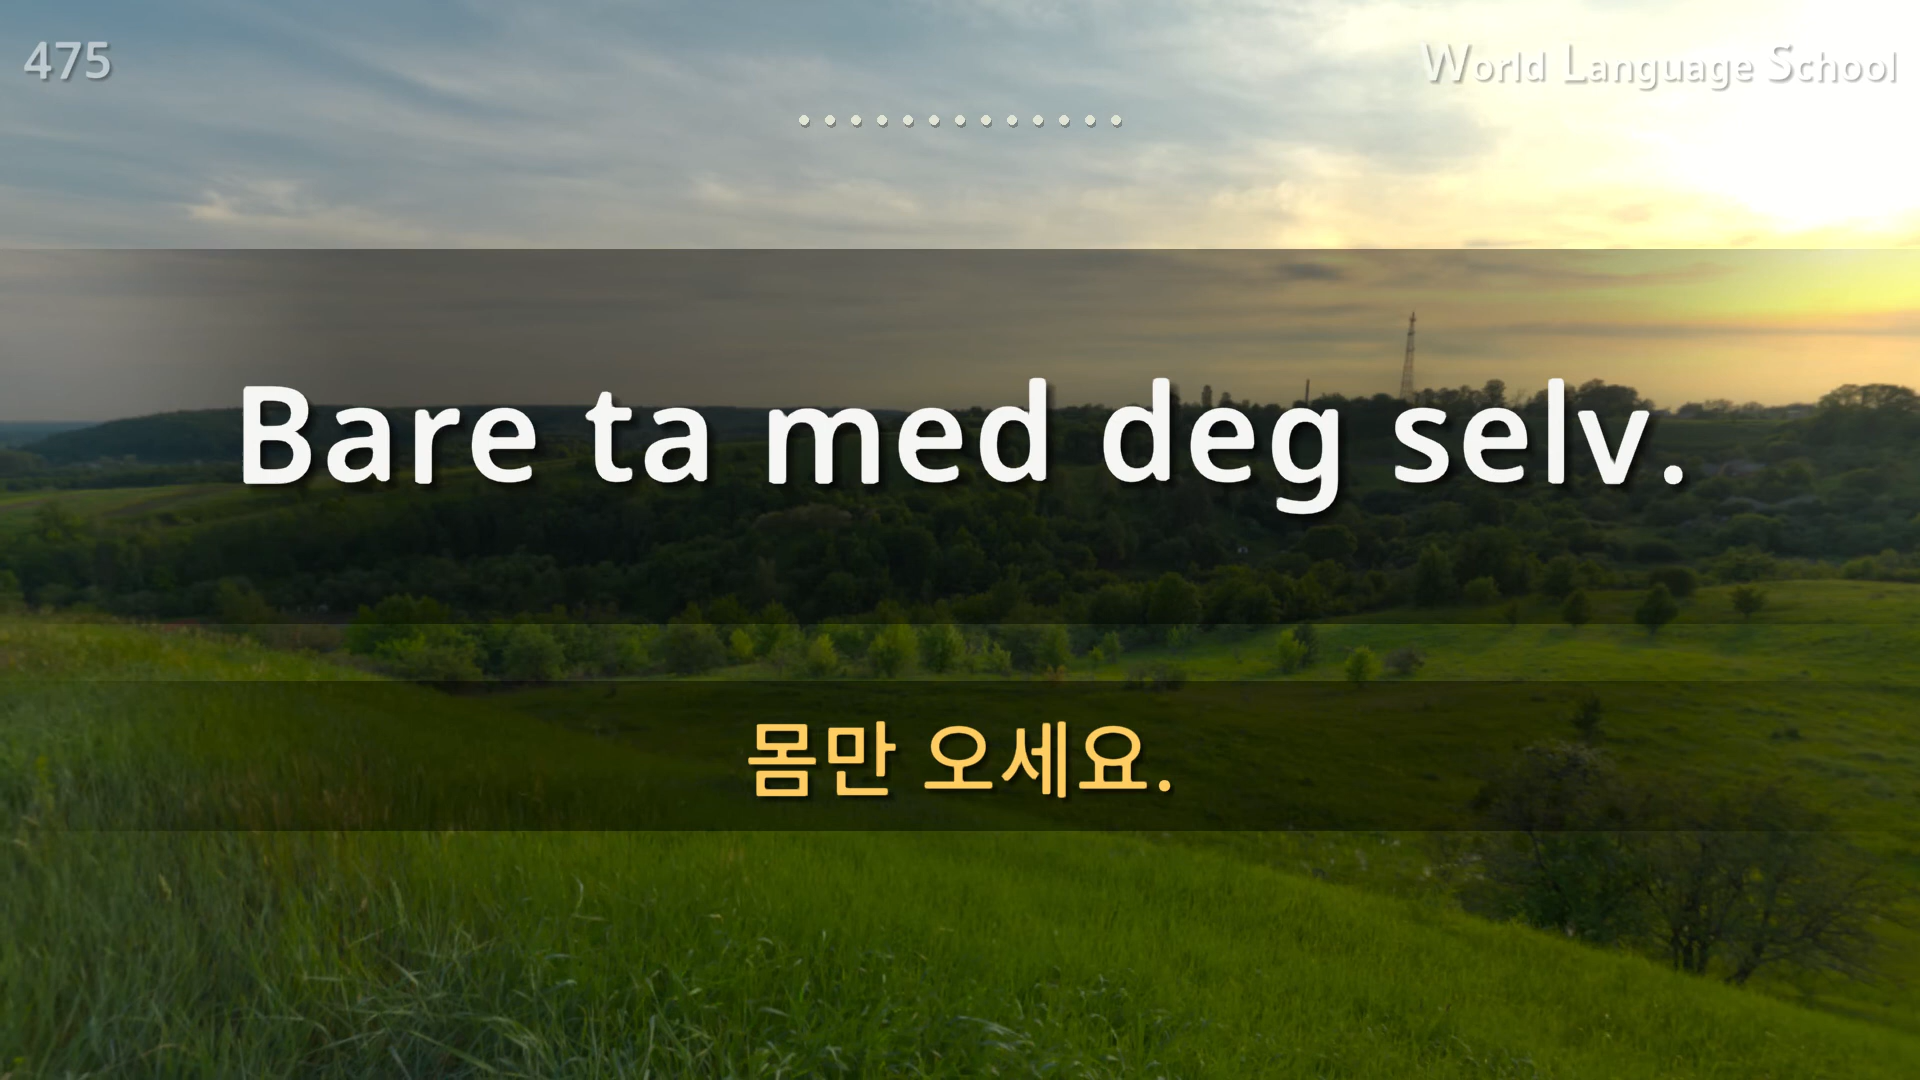 475
World Language School
Bare ta med deg selv.
몸만 오세요.